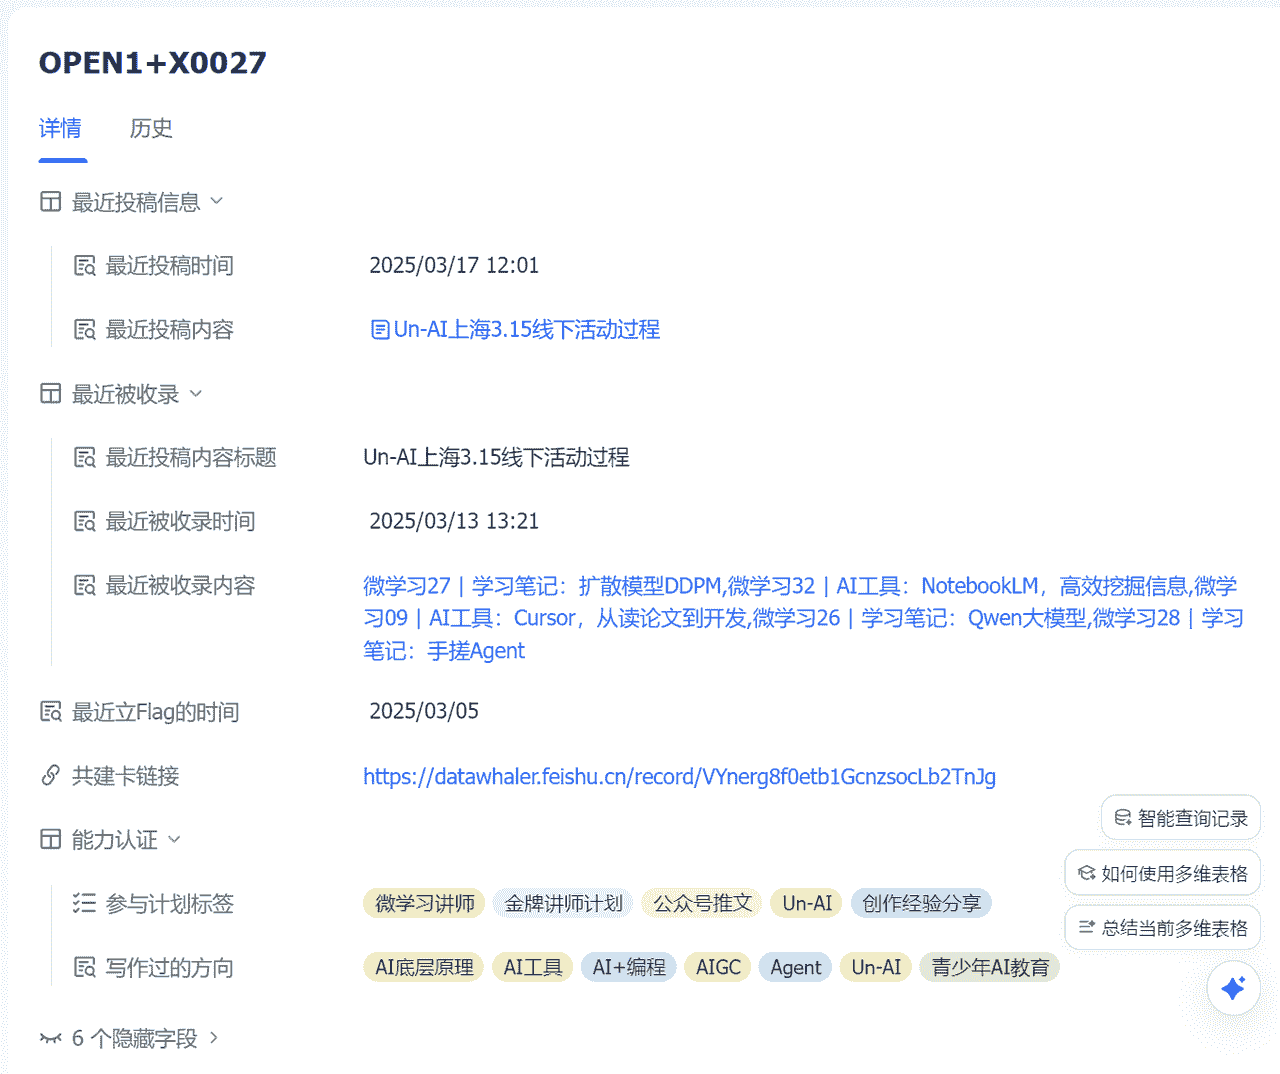 OPEN1+X0027
详情 历史
最近投稿信息
最近投稿时间 2025/03/17 12:01
最近投稿内容 Un-AI上海3.15线下活动过程
最近被收录
最近投稿内容标题 Un-AI上海3.15线下活动过程
最近被收录时间 2025/03/13 13:21
最近被收录内容 微学习27 | 学习笔记：扩散模型DDPM,微学习32 | AI工具：NotebookLM，高效挖掘信息,微学
习09 | AI工具：Cursor，从读论文到开发,微学习26 | 学习笔记：Qwen大模型,微学习28 | 学习
笔记：手搓Agent
最近立Flag的时间 2025/03/05
共建卡链接 https://datawhaler.feishu.cn/record/VYnerg8f0etb1GcnzsocLb2TnJg
智能查询记录
能力认证
如何使用多维表格
参与计划标签 微学习讲师 金牌讲师计划 公众号推文 Un-AI 创作经验分享
总结当前多维表格
写作过的方向 AI底层原理 AI工具 AI+编程 AIGC Agent Un-AI 青少年AI教育
6 个隐藏字段